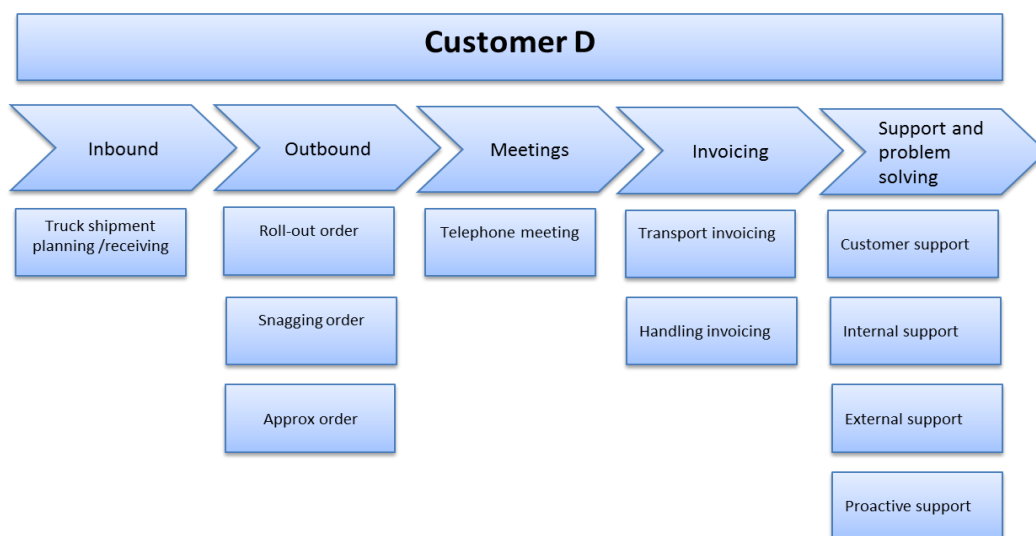 Customer D
Inbound
Outbound
Meetings
Invoicing
Support and
problem
solving
Truck shipment
planning /receiving
Roll-out order
Telephone meeting
Transport invoicing
Customer support
Snagging order
Handling invoicing
Internal support
Approx order
External support
Proactive support